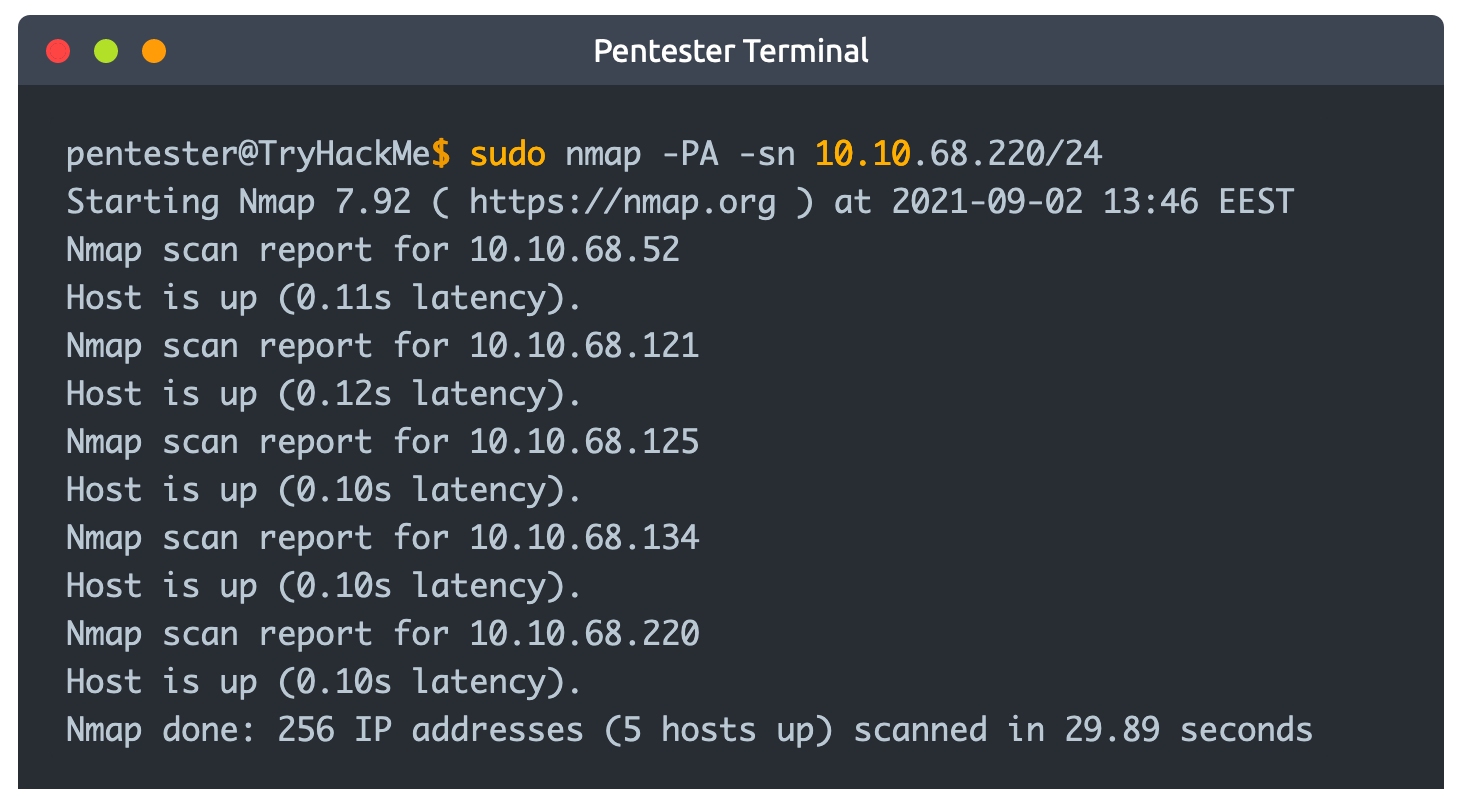 Pentester Terminal
pentester@TryHackMe$ sudo nmap -PA -sn 10.10.68.220/24
Starting Nmap 7.92 ( https://nmap.org ) at 2021-09-02 13:46 EEST
Nmap scan report for 10.10.68.52
Host is up (0.11s latency).
Nmap scan report for 10.10.68.121
Host is up (0.12s latency).
Nmap scan report for 10.10.68.125
Host is up (0.10s latency).
Nmap scan report for 10.10.68.134
Host is up (0.10s latency).
Nmap scan report for 10.10.68.220
Host is up (0.10s latency).
Nmap done: 256 IP addresses (5 hosts up) scanned in 29.89 seconds